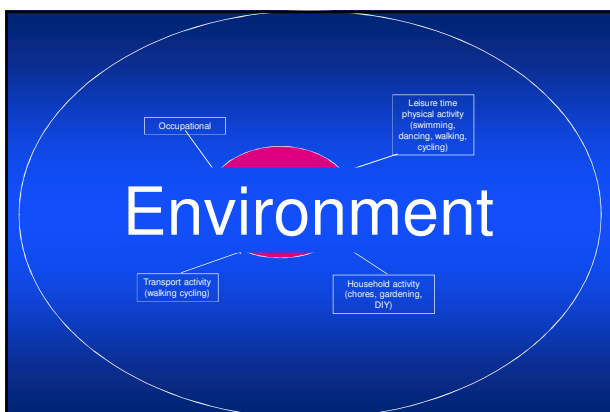 Occupational
Leisure time
physical activity
(swimming,
dancing, walking,
cycling)
Environment
Transport activity
(walking cycling)
Household activity
(chores, gardening,
DIY)